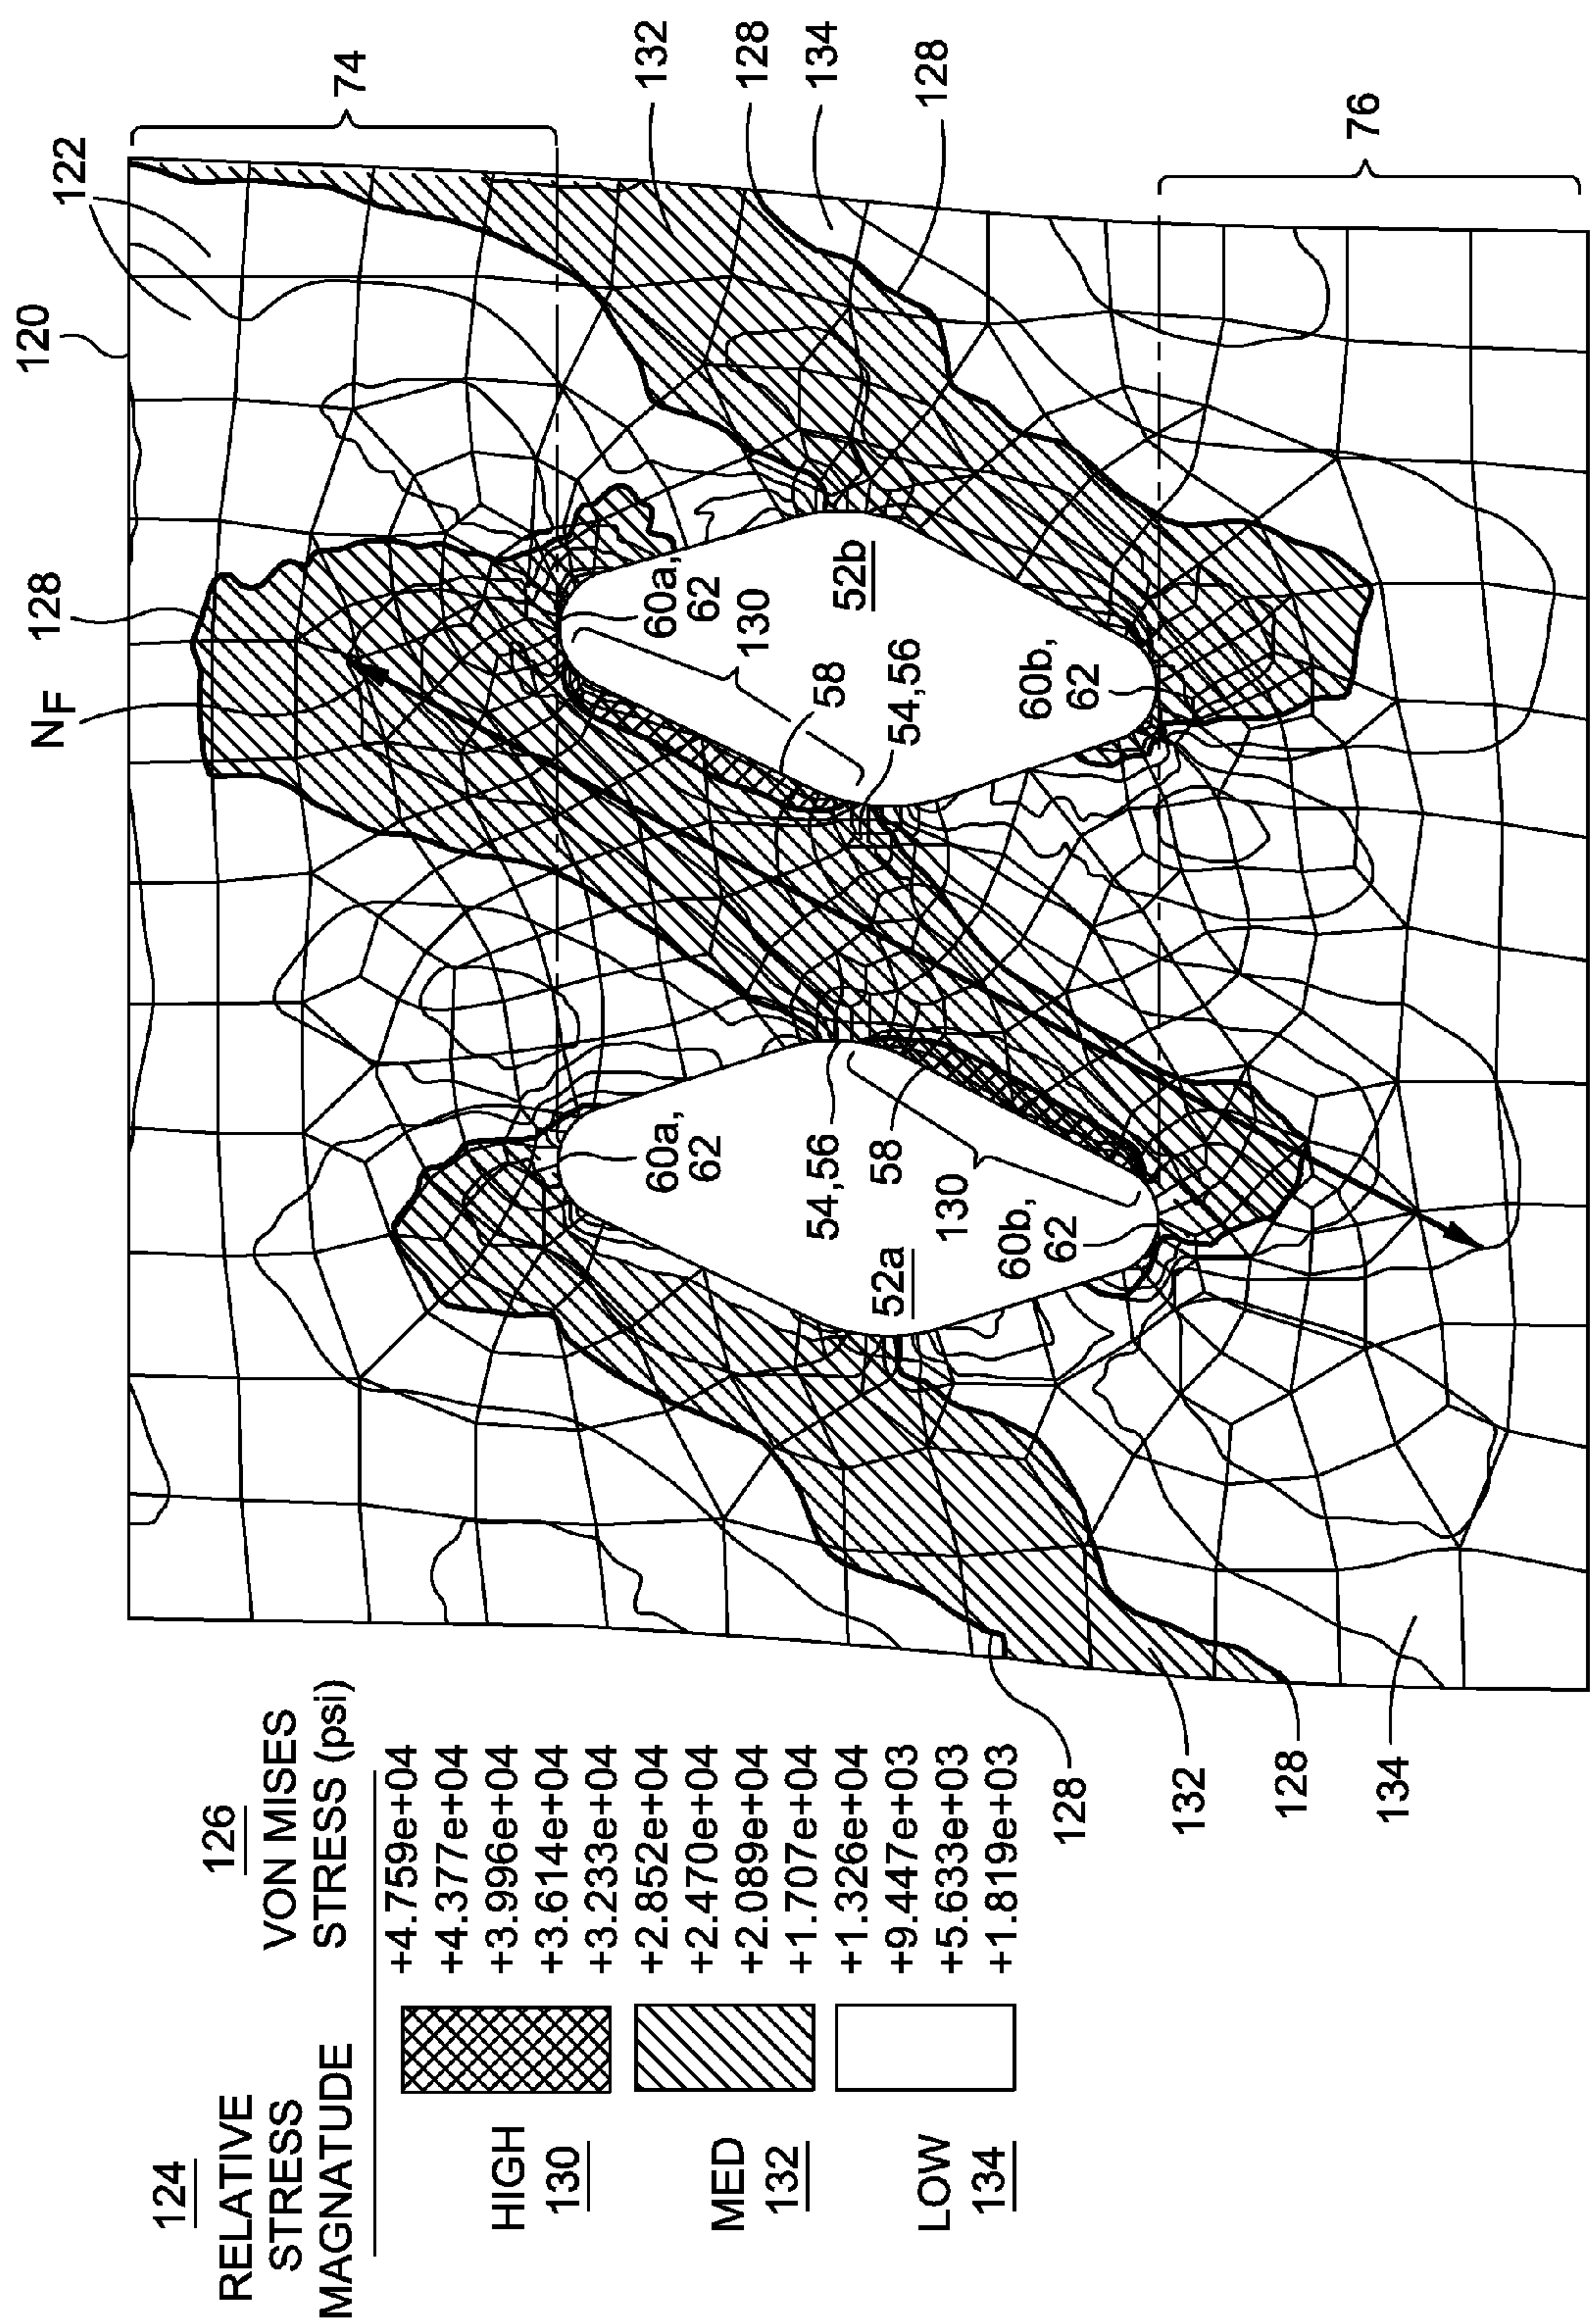 124
RELATIVE
STRESS
MAGNATUDE
126
VON MISES
STRESS (psi)
HIGH
130
MED
132
LOW
134
+4.759e+04
+4.377e+04
+3.996e+04
+3.614e+04
+3.233e+04
+2.852e+04
+2.470e+04
+2.089e+04
+1.707e+04
+1.326e+04
+9.447e+03
+5.633e+03
+1.819e+03
NF
128
120
122
74
132
128
134
128
76
60a,
62
130
58
54,56
52b
60b,
62
60a,
62
54,56
58
130
52a
60b,
62
128
132
128
134